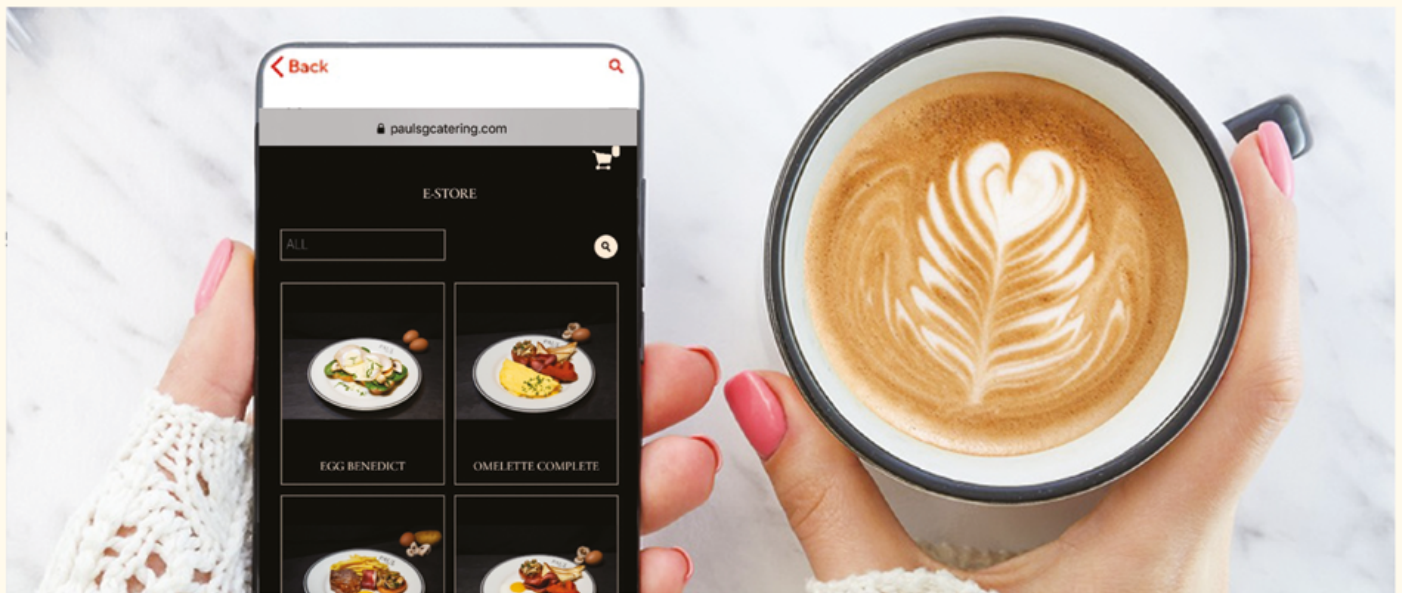 Back
paulsgcatering.com
E-STORE
ALL
EGG BENEDICT
OMELETTE COMPLETE